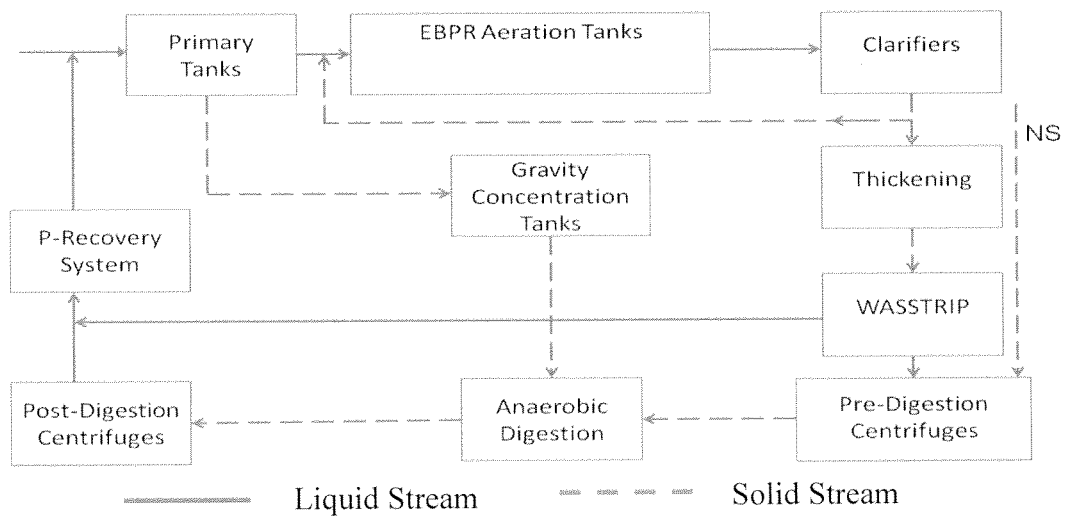 Primary
Tanks
EBPR Aeration Tanks
Clarifiers
NS
Gravity
Concentration
Tanks
Thickening
P-Recovery
System
WASSTRIP
Post-Digestion
Centrifuges
Anaerobic
Digestion
Pre-Digestion
Centrifuges
Liquid Stream
Solid Stream